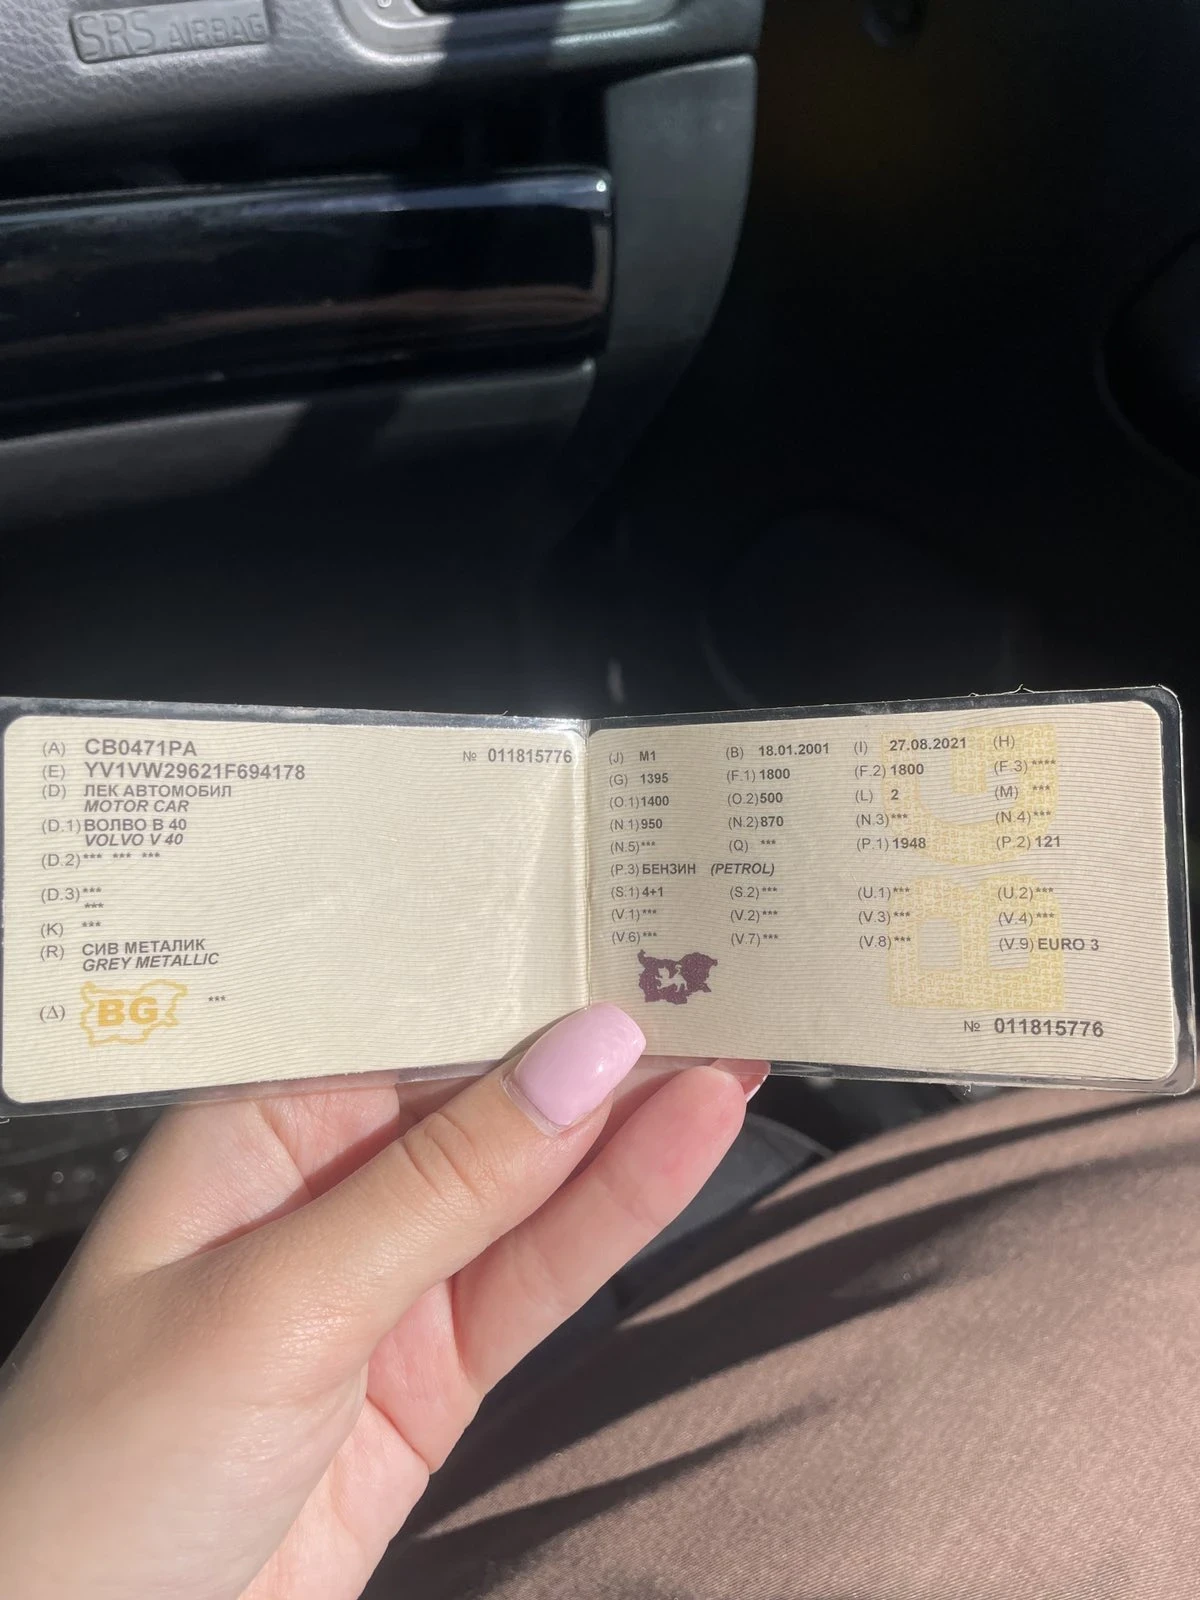 SRS AIRBAG
(A) CB0471PA № 011815776
(E) YV1VW29621F694178
(D) ЛЕК АВТОМОБИЛ
MOTOR CAR
(D.1) ВОЛВО В 40
VOLVO V 40
(D.2) *** *** ***
(D.3) ***
***
(K) ***
(R) СИВ МЕТАЛИК
GREY METALLIC
(Δ) BG ***
(J) M1 (B) 18.01.2001 (I) 27.08.2021 (H)
(G) 1395 (F.1) 1800 (F.2) 1800 (F.3) ****
(O.1) 1400 (O.2) 500 (L) 2 (M) ***
(N.1) 950 (N.2) 870 (N.3) *** (N.4) ***
(N.5) *** (Q) *** (P.1) 1948 (P.2) 121
(P.3) БЕНЗИН (PETROL)
(S.1) 4+1 (S.2) *** (U.1) *** (U.2) ***
(V.1) *** (V.2) *** (V.3) *** (V.4) ***
(V.6) *** (V.7) *** (V.8) *** (V.9) EURO 3
№ 011815776